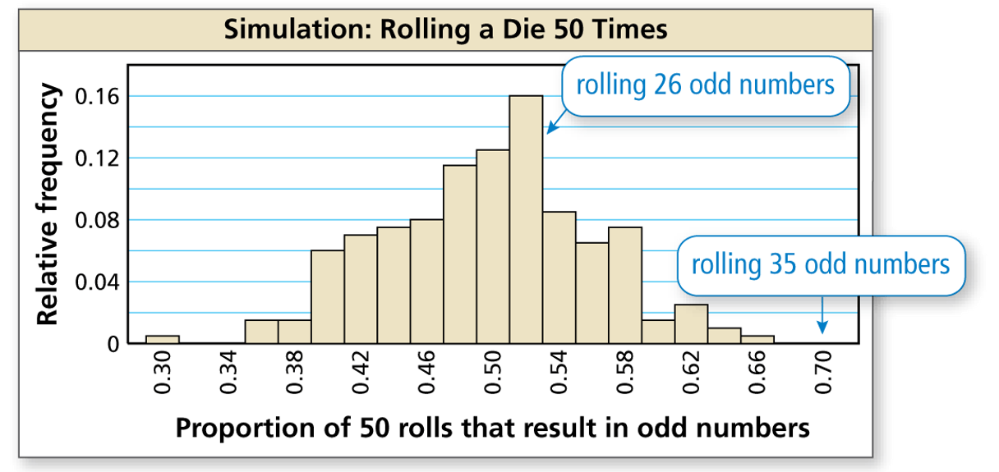 Simulation: Rolling a Die 50 Times
rolling 26 odd numbers
rolling 35 odd numbers
Relative frequency
0.16
0.12
0.08
0.04
0
0.30 0.34 0.38 0.42 0.46 0.50 0.54 0.58 0.62 0.66 0.70
Proportion of 50 rolls that result in odd numbers